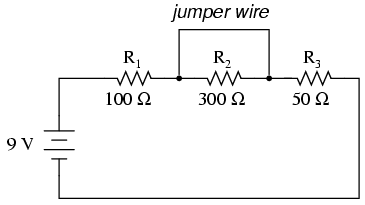 jumper wire
R1 R2 R3
100 Ω 300 Ω 50 Ω
9 V